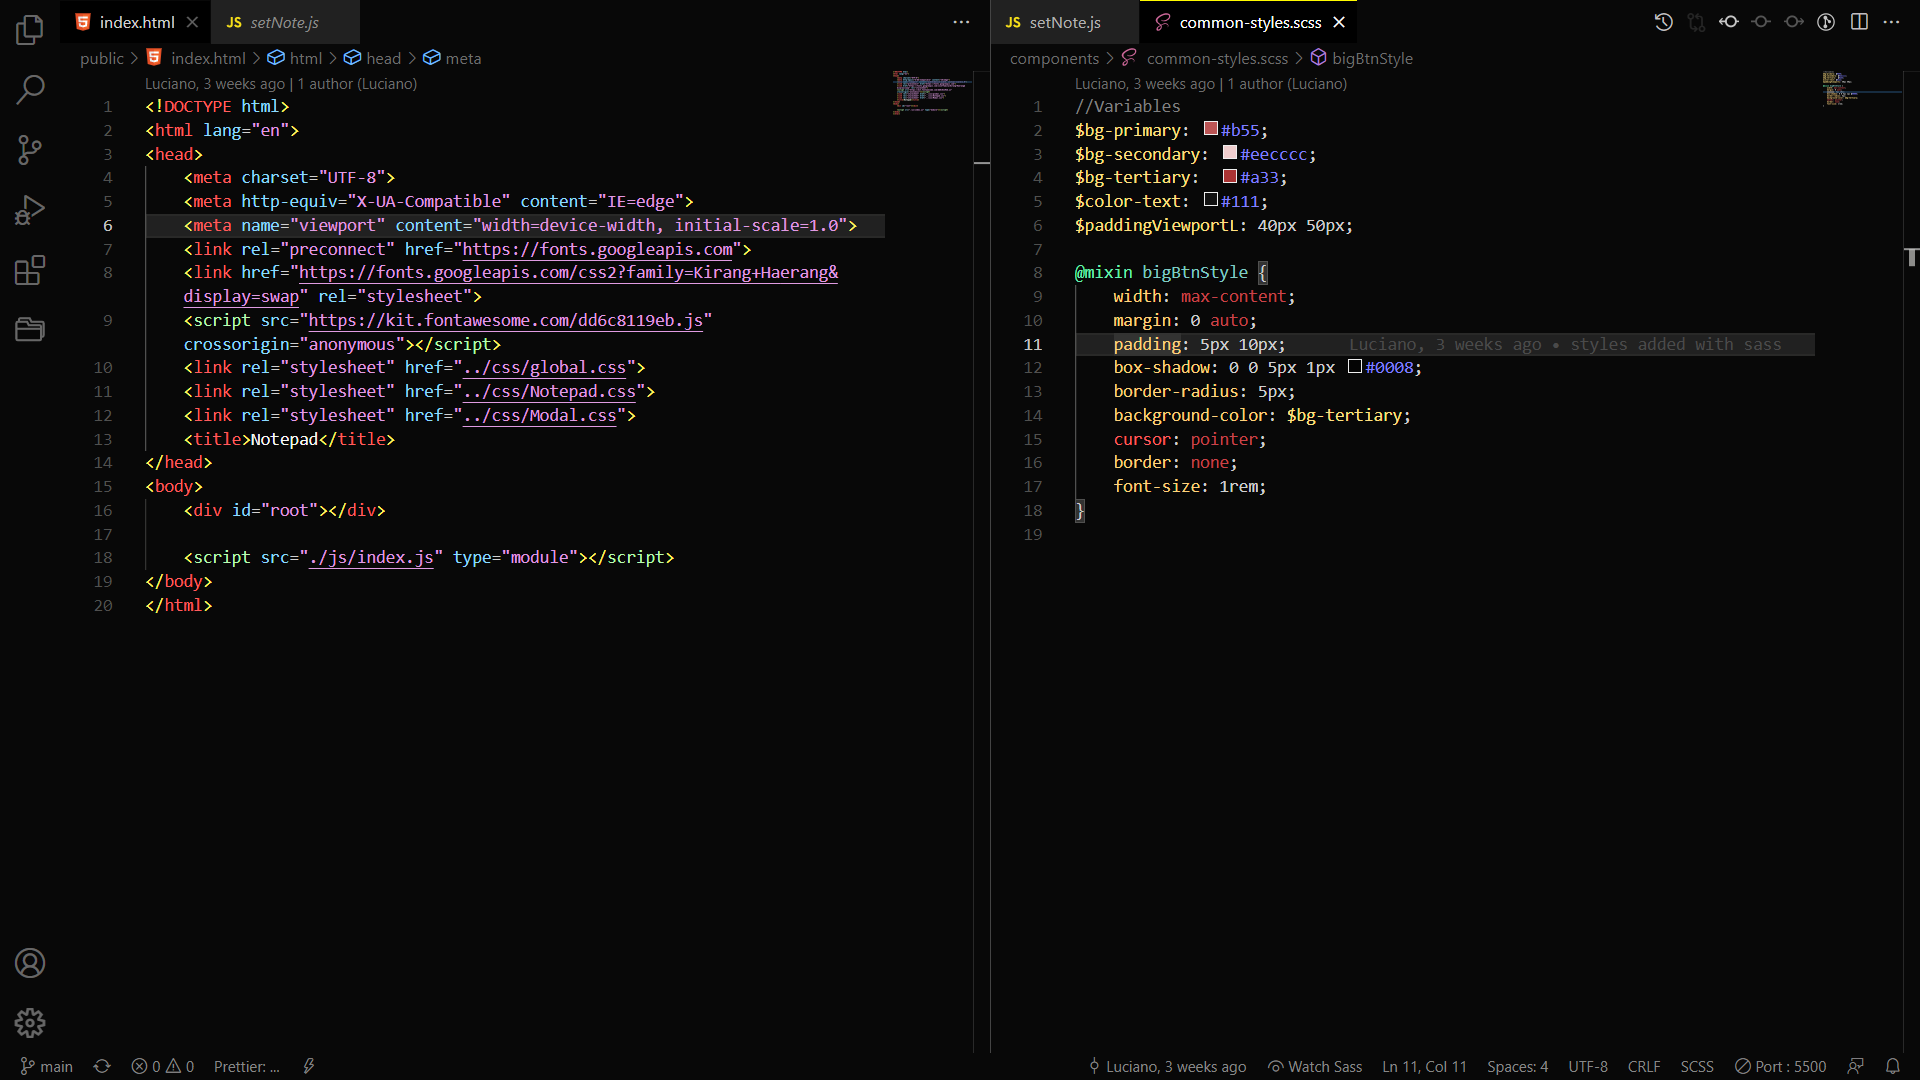 index.html
JS setNote.js
public > index.html > html > head > meta
Luciano, 3 weeks ago | 1 author (Luciano)
1 <!DOCTYPE html>
2 <html lang="en">
3 <head>
4 <meta charset="UTF-8">
5 <meta http-equiv="X-UA-Compatible" content="IE=edge">
6 <meta name="viewport" content="width=device-width, initial-scale=1.0">
7 <link rel="preconnect" href="https://fonts.googleapis.com">
8 <link href="https://fonts.googleapis.com/css2?family=Kirang+Haerang&
display=swap" rel="stylesheet">
9 <script src="https://kit.fontawesome.com/dd6c8119eb.js"
crossorigin="anonymous"></script>
10 <link rel="stylesheet" href="../css/global.css">
11 <link rel="stylesheet" href="../css/Notepad.css">
12 <link rel="stylesheet" href="../css/Modal.css">
13 <title>Notepad</title>
14 </head>
15 <body>
16 <div id="root"></div>
17
18 <script src="./js/index.js" type="module"></script>
19 </body>
20 </html>
JS setNote.js
common-styles.scss
components > common-styles.scss > bigBtnStyle
Luciano, 3 weeks ago | 1 author (Luciano)
1 //Variables
2 $bg-primary: #b55;
3 $bg-secondary: #eecccc;
4 $bg-tertiary: #a33;
5 $color-text: #111;
6 $paddingViewportL: 40px 50px;
7
8 @mixin bigBtnStyle {
9 width: max-content;
10 margin: 0 auto;
11 padding: 5px 10px; Luciano, 3 weeks ago • styles added with sass
12 box-shadow: 0 0 5px 1px #0008;
13 border-radius: 5px;
14 background-color: $bg-tertiary;
15 cursor: pointer;
16 border: none;
17 font-size: 1rem;
18 }
19
main 0 0 Prettier: ... Luciano, 3 weeks ago Watch Sass Ln 11, Col 11 Spaces: 4 UTF-8 CRLF SCSS Port : 5500